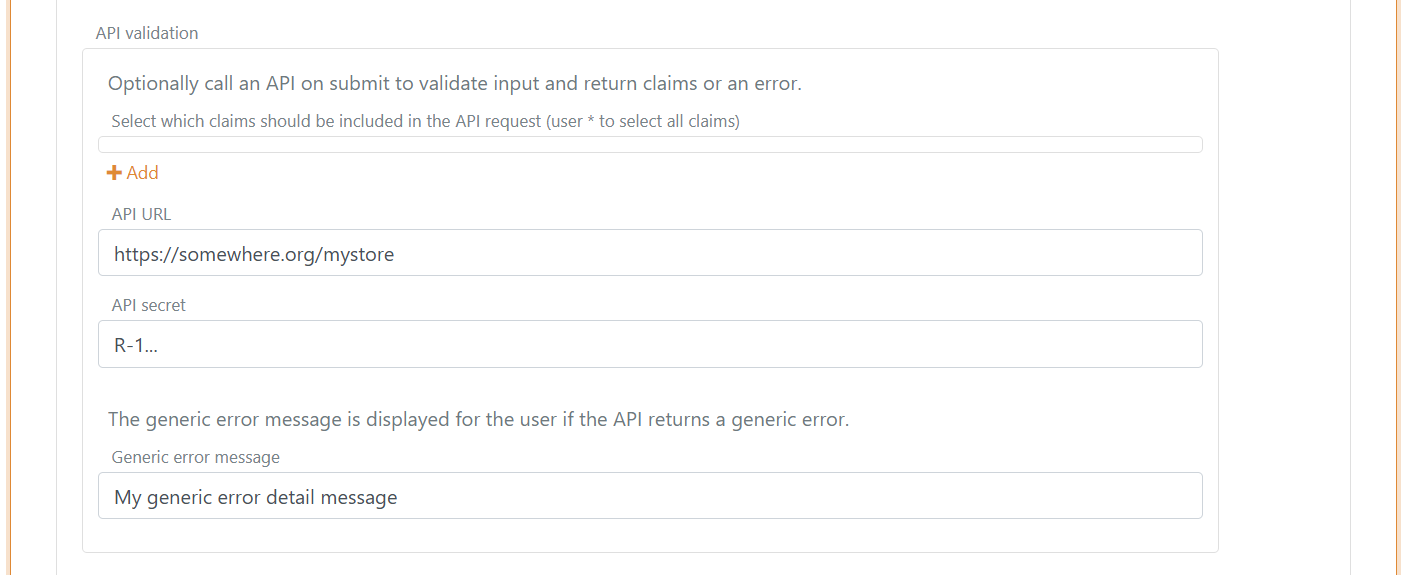 API validation
Optionally call an API on submit to validate input and return claims or an error.
Select which claims should be included in the API request (user * to select all claims)
Add
API URL
https://somewhere.org/mystore
API secret
R-1...
The generic error message is displayed for the user if the API returns a generic error.
Generic error message
My generic error detail message